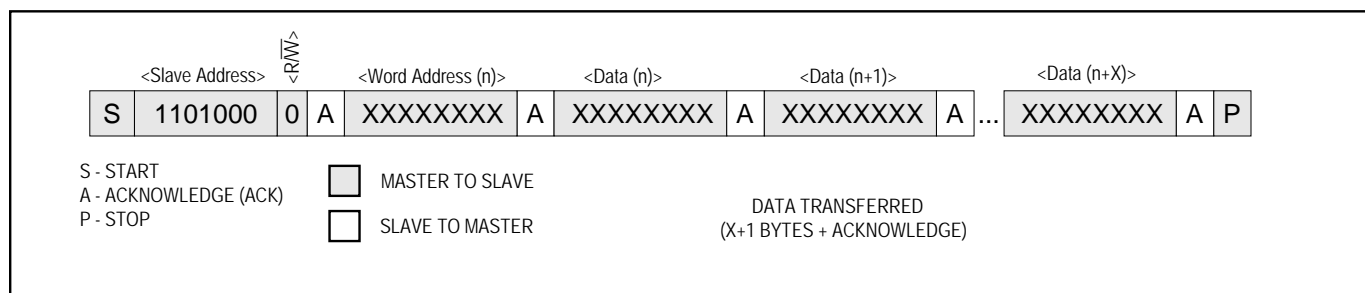 <Slave Address> <R/W̅> <Word Address (n)> <Data (n)> <Data (n+1)> <Data (n+X)>
S 1101000 0 A XXXXXXXX A XXXXXXXX A XXXXXXXX A ... XXXXXXXX A P
S - START
A - ACKNOWLEDGE (ACK)
P - STOP
MASTER TO SLAVE
SLAVE TO MASTER
DATA TRANSFERRED
(X+1 BYTES + ACKNOWLEDGE)